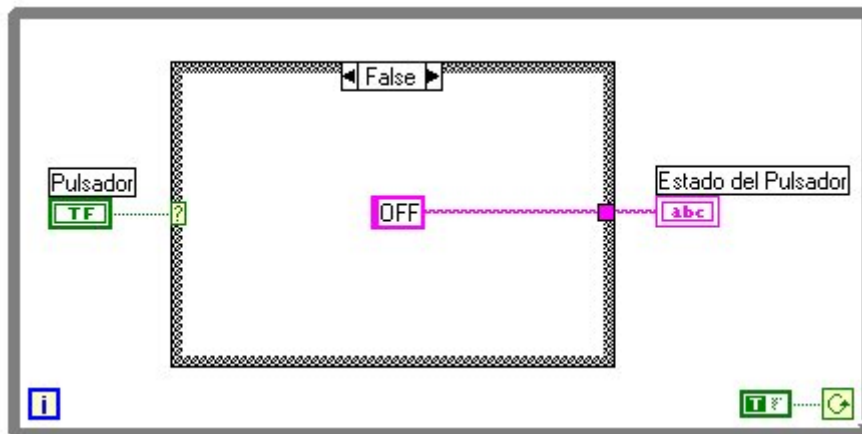 False
Pulsador
TF
?
OFF
Estado del Pulsador
abc
i
T